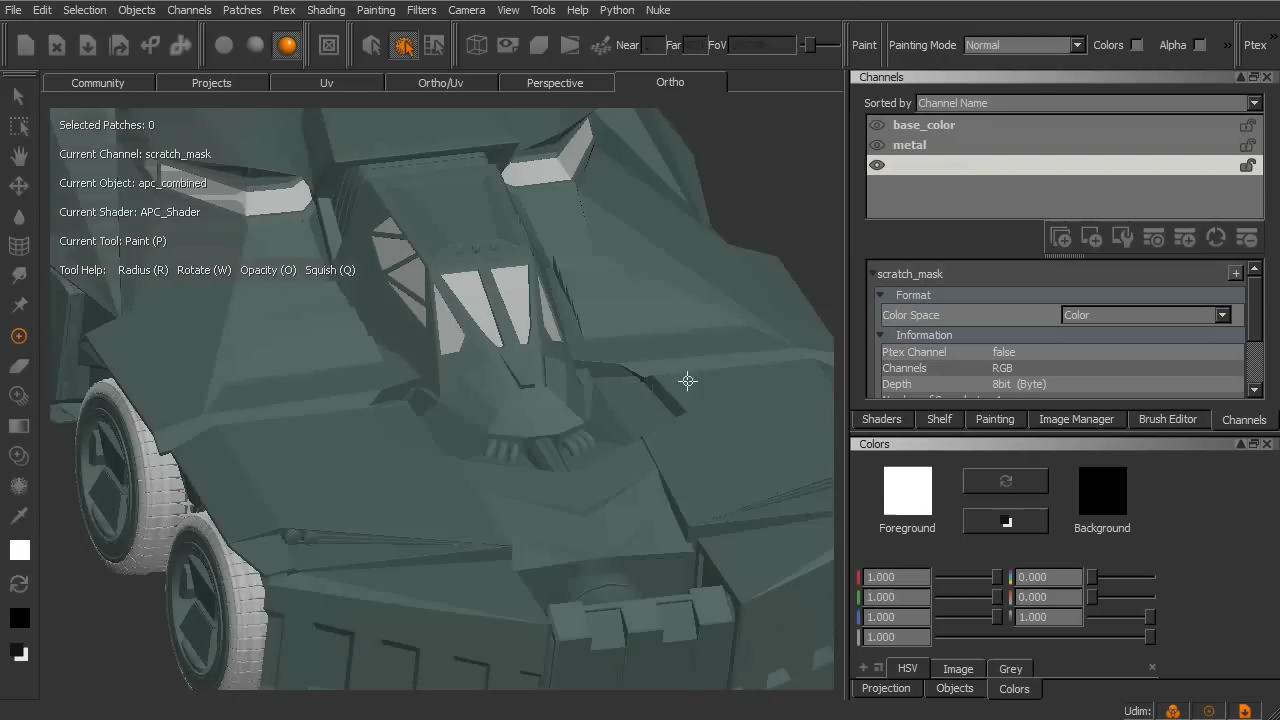 File Edit Selection Objects Channels Patches Ptex Shading Painting Filters Camera View Tools Help Python Nuke
Near Far FoV Paint Painting Mode Normal Colors Alpha » Ptex »
Community Projects Uv Ortho/Uv Perspective Ortho
Selected Patches: 0
Current Channel: scratch_mask
Current Object: apc_combined
Current Shader: APC_Shader
Current Tool: Paint (P)
Tool Help: Radius (R) Rotate (W) Opacity (O) Squish (Q)
Channels
Sorted by Channel Name
base_color
metal
scratch_mask
Format
Color Space Color
Information
Ptex Channel false
Channels RGB
Depth 8bit (Byte)
Shaders Shelf Painting Image Manager Brush Editor Channels
Colors
Foreground Background
1.000 0.000
1.000 0.000
1.000 1.000
1.000
HSV Image Grey
Projection Objects Colors
Udim: